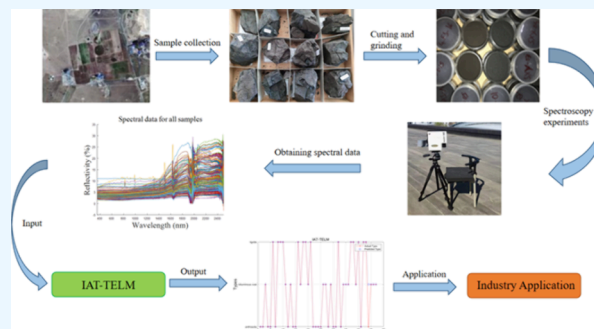 Sample collection
Cutting and
grinding
Spectroscopy
experiments
Spectral data for all samples
Reflectivity (%)
Wavelength (nm)
Obtaining spectral data
Input
IAT-TELM
Output
IAT-TELM
Types
Application
Industry Application